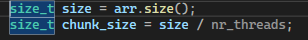 size_t size = arr.size();
size_t chunk_size = size / nr_threads;